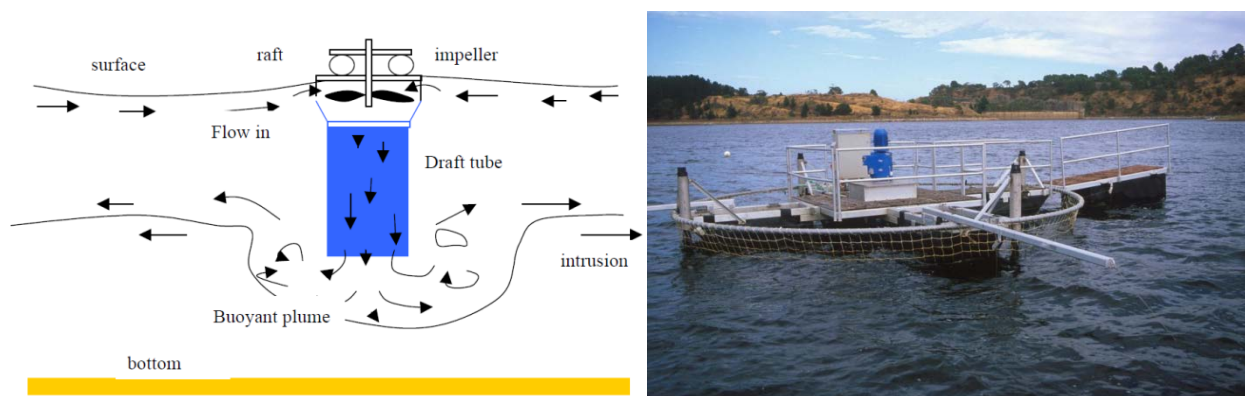 raft
impeller
surface
Flow in
Draft tube
intrusion
Buoyant plume
bottom